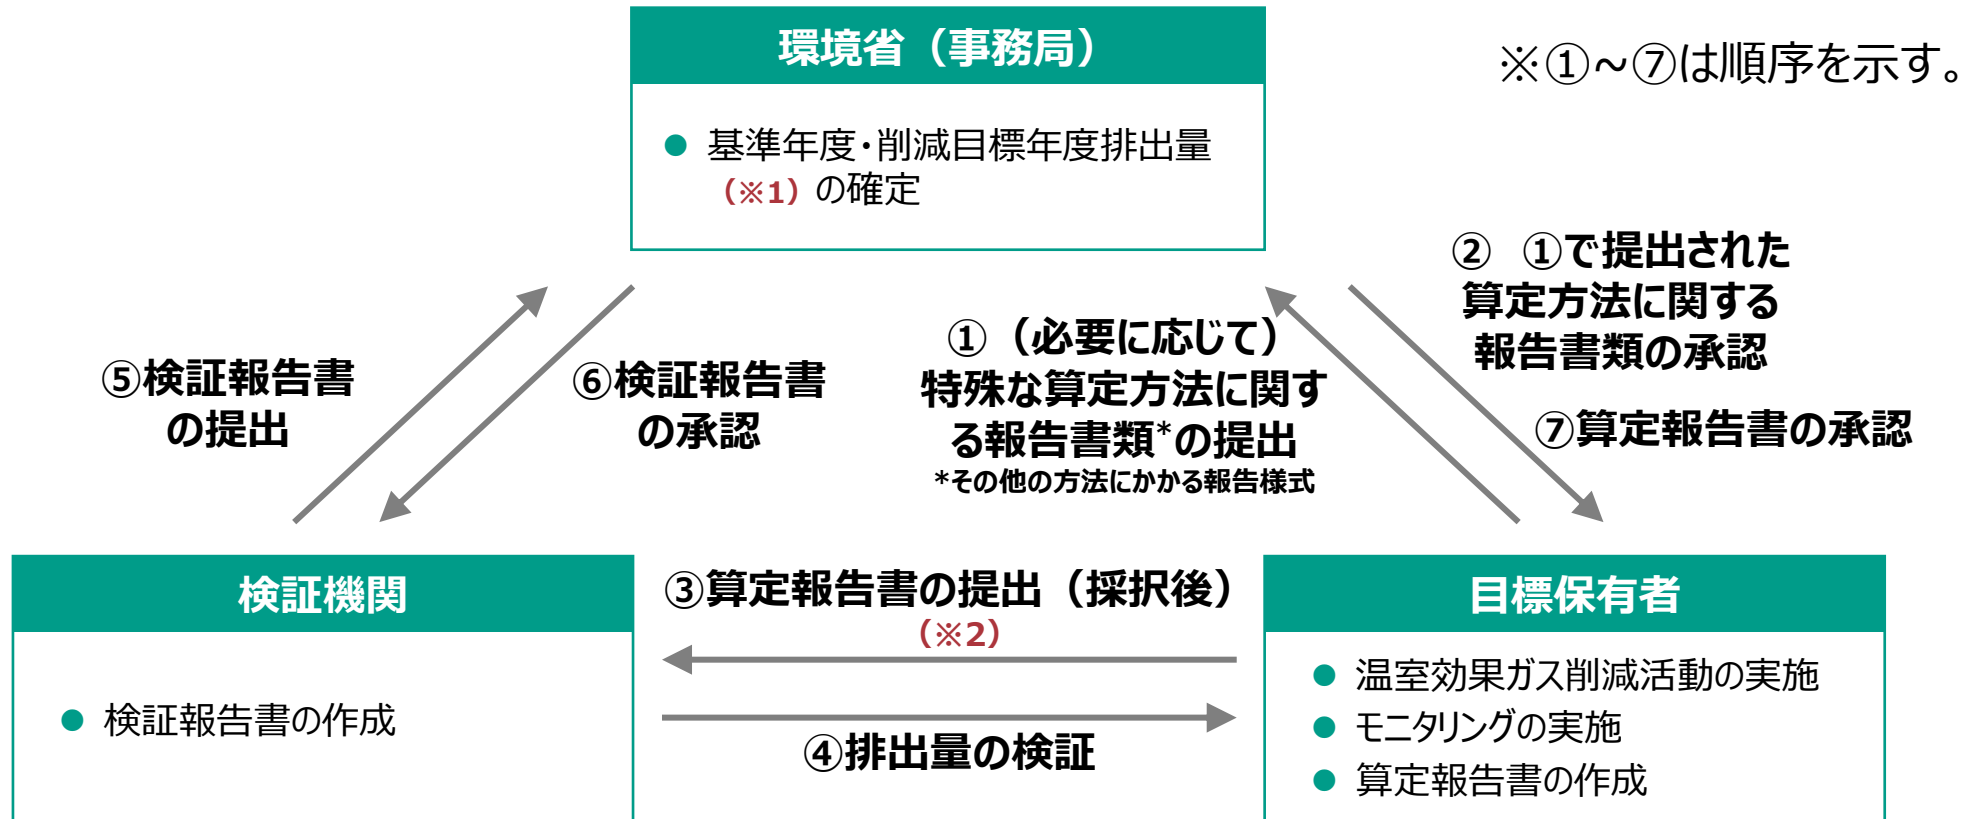 環境省（事務局）
※①~⑦は順序を示す。
● 基準年度・削減目標年度排出量
（※1）の確定
② ①で提出された
算定方法に関する
報告書類の承認
①（必要に応じて）
特殊な算定方法に関す
る報告書類*の提出
*その他の方法にかかる報告様式
⑤検証報告書
の提出
⑥検証報告書
の承認
⑦算定報告書の承認
検証機関
● 検証報告書の作成
③算定報告書の提出（採択後）
（※2）
④排出量の検証
目標保有者
● 温室効果ガス削減活動の実施
● モニタリングの実施
● 算定報告書の作成